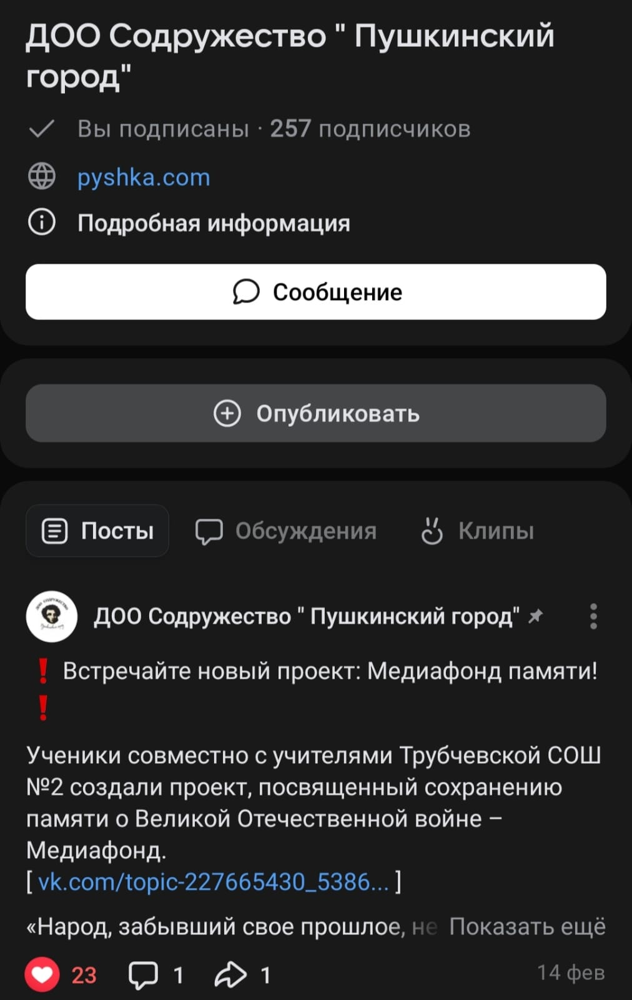 ДОО Содружество " Пушкинский
город"
Вы подписаны · 257 подписчиков
pyshka.com
Подробная информация
Сообщение
Опубликовать
Посты Обсуждения Клипы
ДОО Содружество " Пушкинский город"
❗ Встречайте новый проект: Медиафонд памяти!
❗
Ученики совместно с учителями Трубчевской СОШ
№2 создали проект, посвященный сохранению
памяти о Великой Отечественной войне –
Медиафонд.
[ vk.com/topic-227665430_5386... ]
«Народ, забывший свое прошлое, не Показать ещё
23 1 1 14 фев